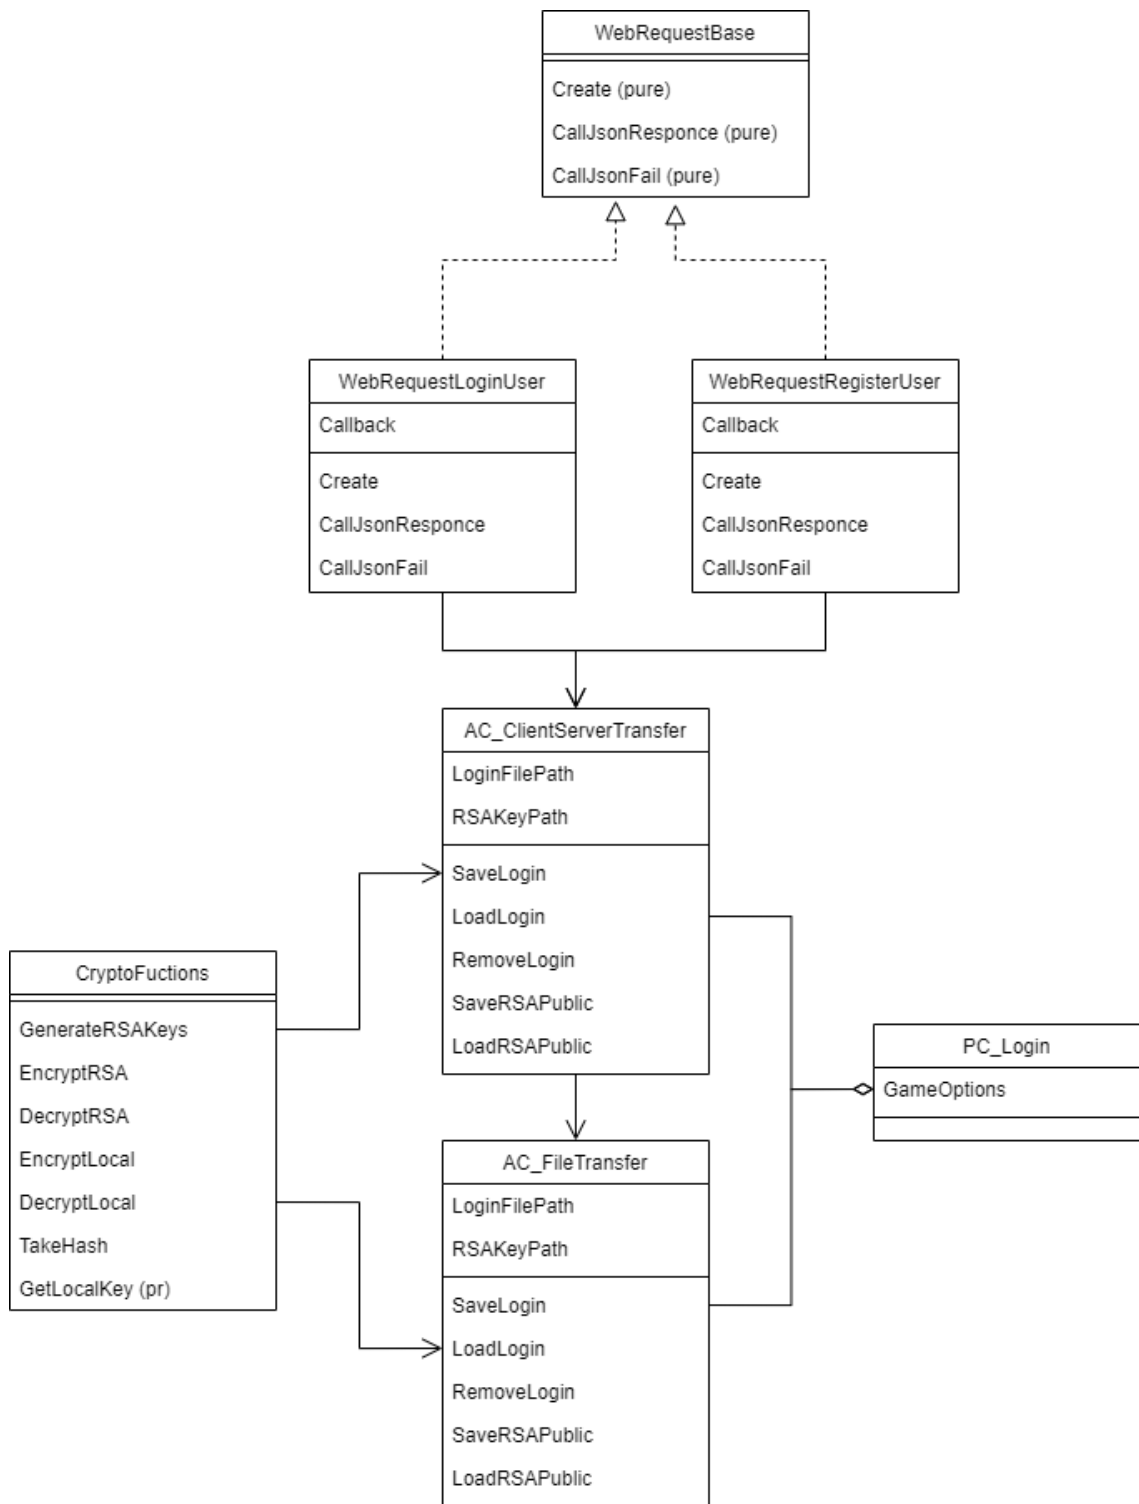 WebRequestBase
Create (pure)
CallJsonResponce (pure)
CallJsonFail (pure)
WebRequestLoginUser
Callback
Create
CallJsonResponce
CallJsonFail
WebRequestRegisterUser
Callback
Create
CallJsonResponce
CallJsonFail
AC_ClientServerTransfer
LoginFilePath
RSAKeyPath
SaveLogin
LoadLogin
RemoveLogin
SaveRSAPublic
LoadRSAPublic
CryptoFuctions
GenerateRSAKeys
EncryptRSA
DecryptRSA
EncryptLocal
DecryptLocal
TakeHash
GetLocalKey (pr)
PC_Login
GameOptions
AC_FileTransfer
LoginFilePath
RSAKeyPath
SaveLogin
LoadLogin
RemoveLogin
SaveRSAPublic
LoadRSAPublic